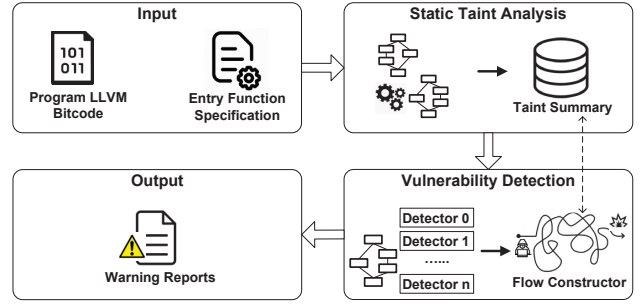 Input
101
011
Program LLVM
Bitcode
Entry Function
Specification
Static Taint Analysis
Taint Summary
Output
Warning Reports
Vulnerability Detection
Detector 0
Detector 1
......
Detector n
Flow Constructor